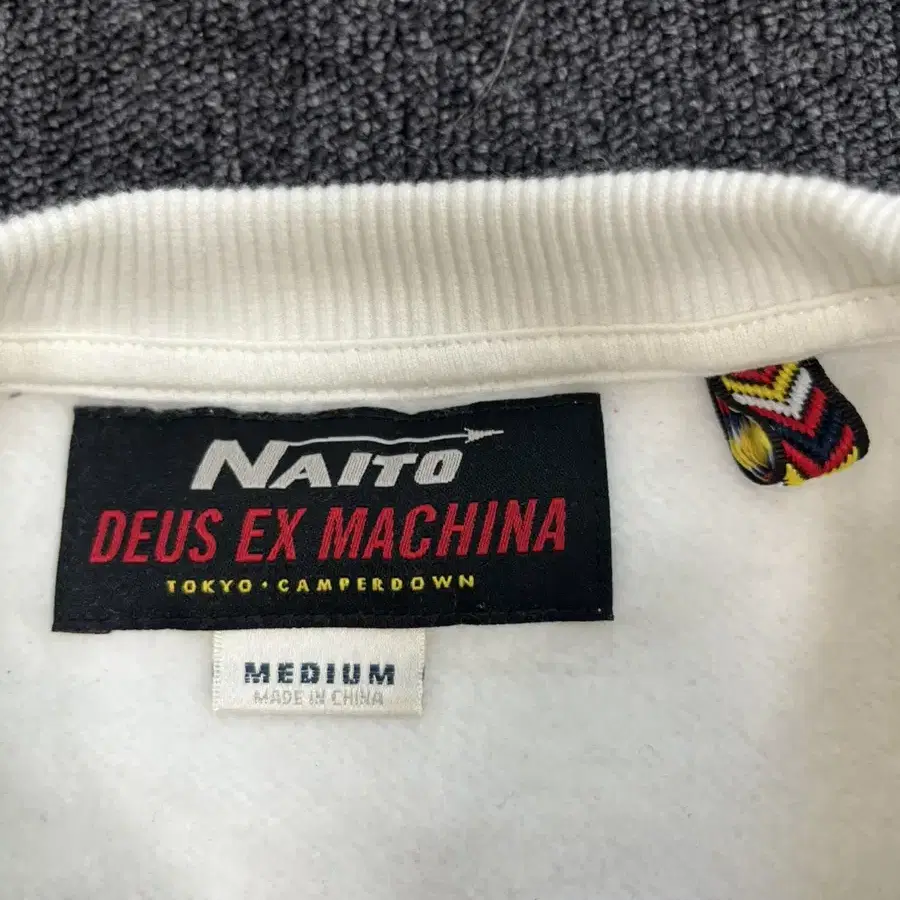 NAITO
DEUS EX MACHINA
TOKYO · CAMPERDOWN
MEDIUM
MADE IN CHINA